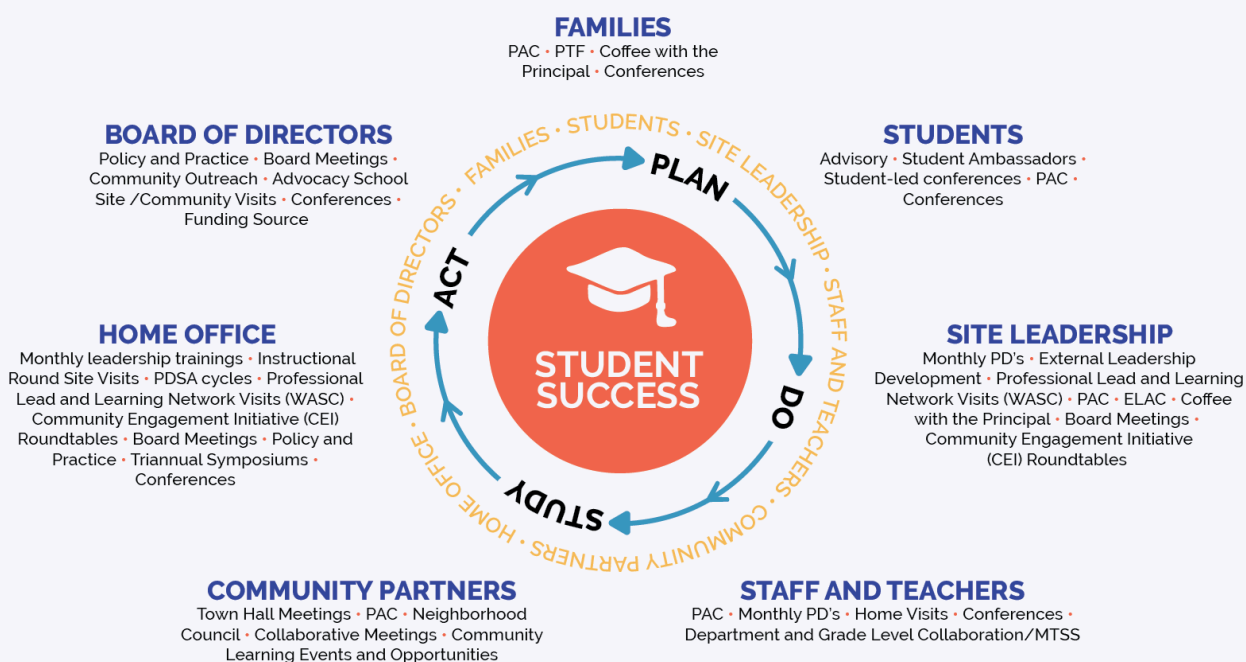 FAMILIES
PAC • PTF • Coffee with the
Principal • Conferences
BOARD OF DIRECTORS
Policy and Practice • Board Meetings •
Community Outreach • Advocacy School
Site /Community Visits • Conferences •
Funding Source
STUDENTS
Advisory • Student Ambassadors •
Student-led conferences • PAC •
Conferences
FAMILIES • STUDENTS • SITE LEADERSHIP • STAFF AND TEACHERS • COMMUNITY PARTNERS • HOME OFFICE • BOARD OF DIRECTORS •
PLAN
DO
STUDY
ACT
STUDENT
SUCCESS
HOME OFFICE
Monthly leadership trainings • Instructional
Round Site Visits • PDSA cycles • Professional
Lead and Learning Network Visits (WASC) •
Community Engagement Initiative (CEI)
Roundtables • Board Meetings • Policy and
Practice • Triannual Symposiums •
Conferences
SITE LEADERSHIP
Monthly PD's • External Leadership
Development • Professional Lead and Learning
Network Visits (WASC) • PAC • ELAC • Coffee
with the Principal • Board Meetings •
Community Engagement Initiative
(CEI) Roundtables
COMMUNITY PARTNERS
Town Hall Meetings • PAC • Neighborhood
Council • Collaborative Meetings • Community
Learning Events and Opportunities
STAFF AND TEACHERS
PAC • Monthly PD's • Home Visits • Conferences •
Department and Grade Level Collaboration/MTSS